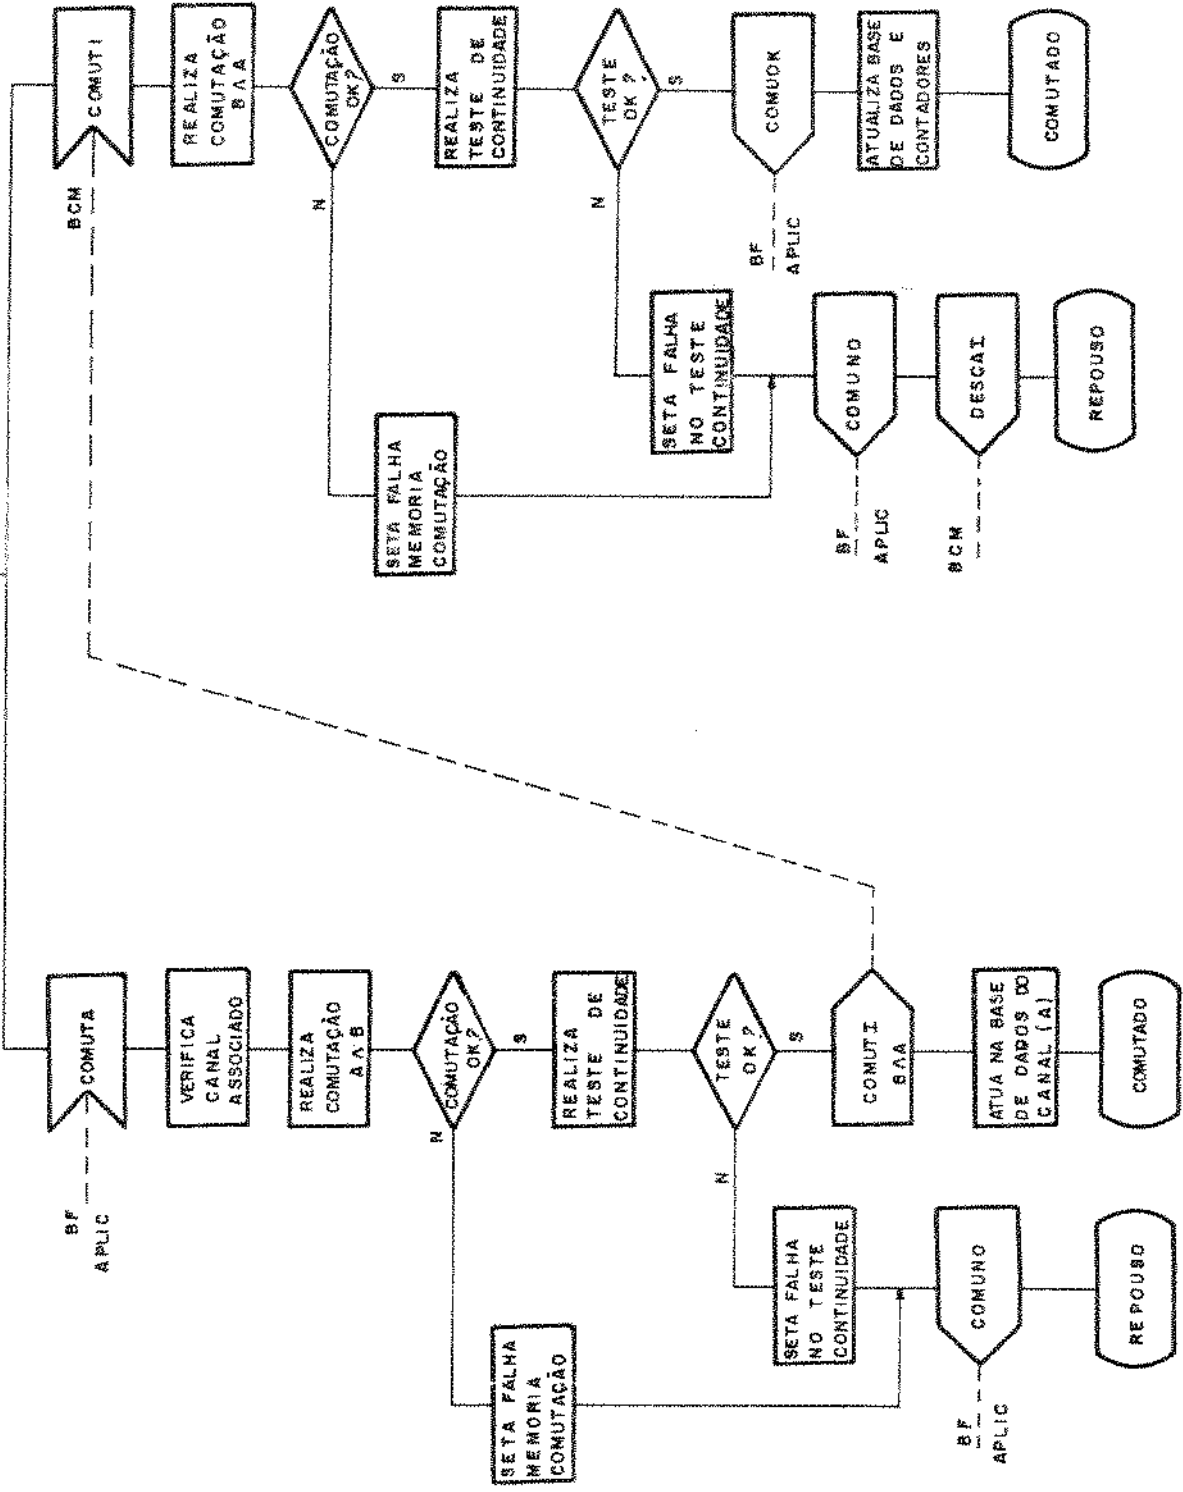 COMUTA
BF
APLIC
VERIFICA
CANAL
ASSOCIADO
REALIZA
COMUTAÇÃO
A Λ B
COMUTAÇÃO
OK?
N
S
REALIZA
TESTE DE
CONTINUIDADE
TESTE
OK?
N
S
SETA FALHA
MEMORIA
COMUTAÇÃO
SETA FALHA
NO TESTE
CONTINUIDADE
COMUNO
BF
APLIC
REPOUSO
COMUTI
BΛA
ATUA NA BASE
DE DADOS DO
CANAL (A)
COMUTADO
COMUTI
BCM
REALIZA
COMUTAÇÃO
B Λ A
COMUTAÇÃO
OK?
N
S
REALIZA
TESTE DE
CONTINUIDADE
TESTE
OK?
N
S
SETA FALHA
MEMORIA
COMUTAÇÃO
SETA FALHA
NO TESTE
CONTINUIDADE
COMUNO
BF
APLIC
DESCAI
BCM
REPOUSO
COMUOK
BF
APLIC
ATUALIZA BASE
DE DADOS E
CONTADORES
COMUTADO